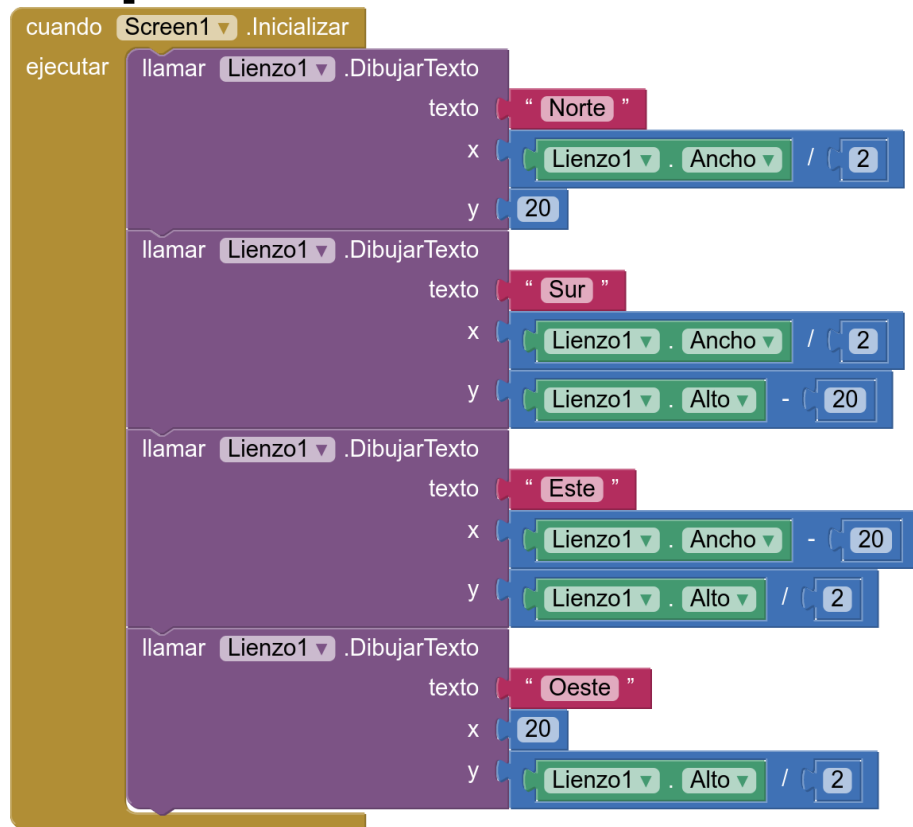 cuando Screen1 .Inicializar
ejecutar llamar Lienzo1 .DibujarTexto
texto “ Norte ”
x Lienzo1 . Ancho / 2
y 20
llamar Lienzo1 .DibujarTexto
texto “ Sur ”
x Lienzo1 . Ancho / 2
y Lienzo1 . Alto - 20
llamar Lienzo1 .DibujarTexto
texto “ Este ”
x Lienzo1 . Ancho - 20
y Lienzo1 . Alto / 2
llamar Lienzo1 .DibujarTexto
texto “ Oeste ”
x 20
y Lienzo1 . Alto / 2